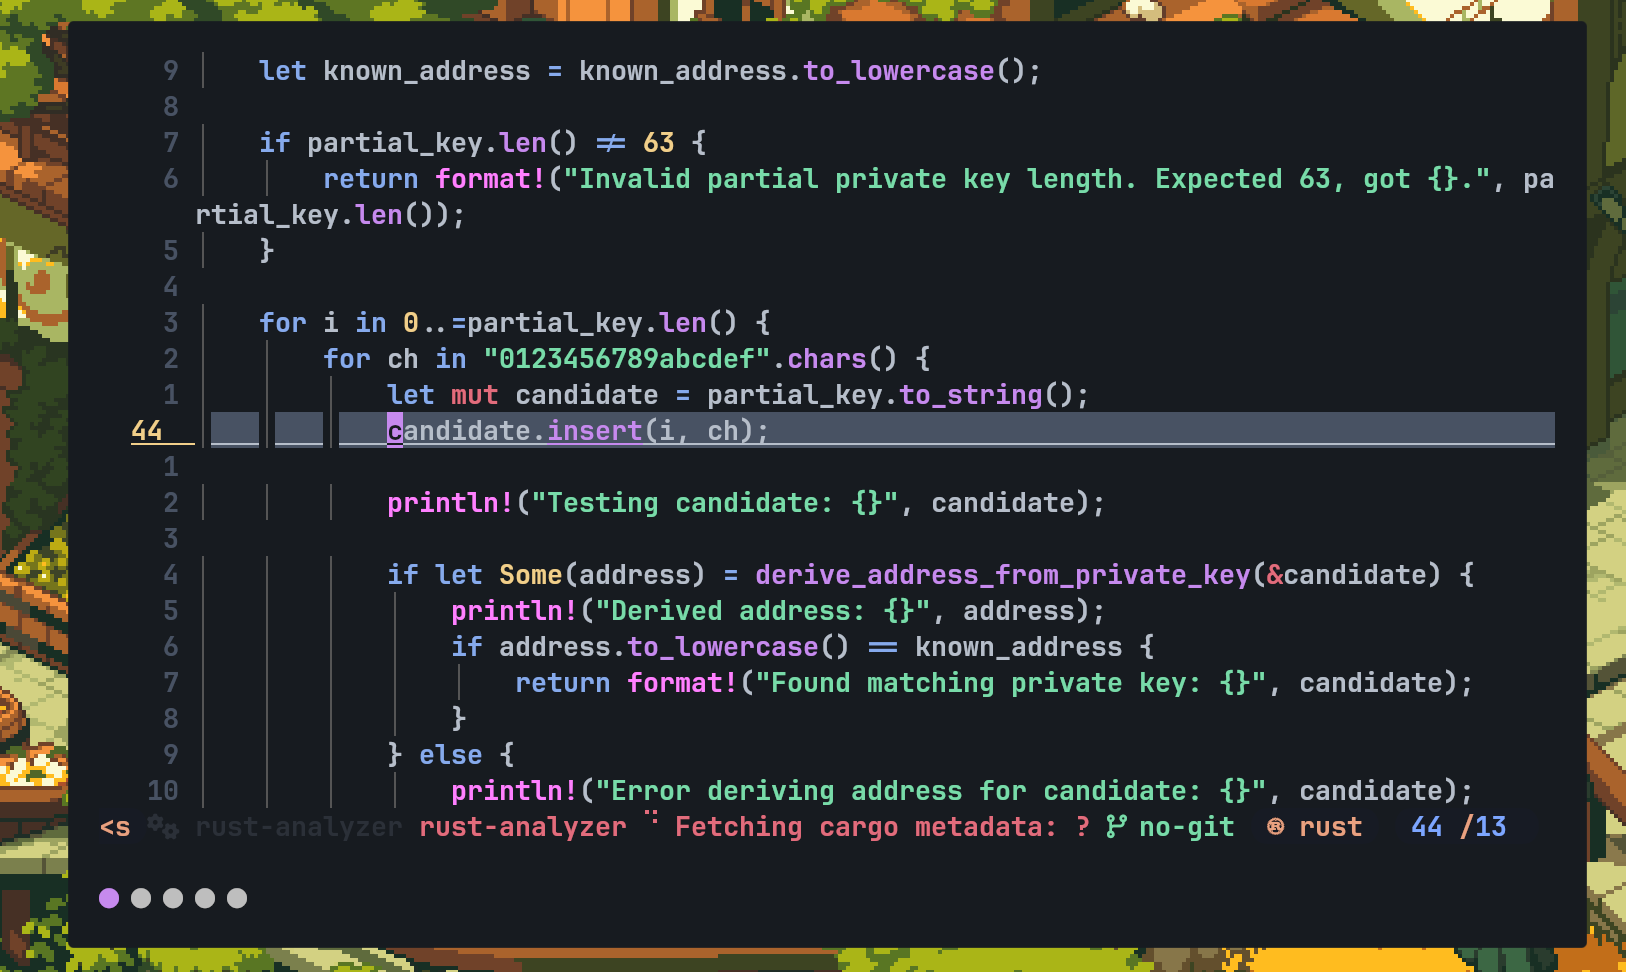 9 let known_address = known_address.to_lowercase();
8
7 if partial_key.len() != 63 {
6 return format!("Invalid partial private key length. Expected 63, got {}.", pa
rtial_key.len());
5 }
4
3 for i in 0..=partial_key.len() {
2 for ch in "0123456789abcdef".chars() {
1 let mut candidate = partial_key.to_string();
44 candidate.insert(i, ch);
1
2 println!("Testing candidate: {}", candidate);
3
4 if let Some(address) = derive_address_from_private_key(&candidate) {
5 println!("Derived address: {}", address);
6 if address.to_lowercase() == known_address {
7 return format!("Found matching private key: {}", candidate);
8 }
9 } else {
10 println!("Error deriving address for candidate: {}", candidate);
<s rust-analyzer rust-analyzer ⠋ Fetching cargo metadata: ? no-git ® rust 44 /13